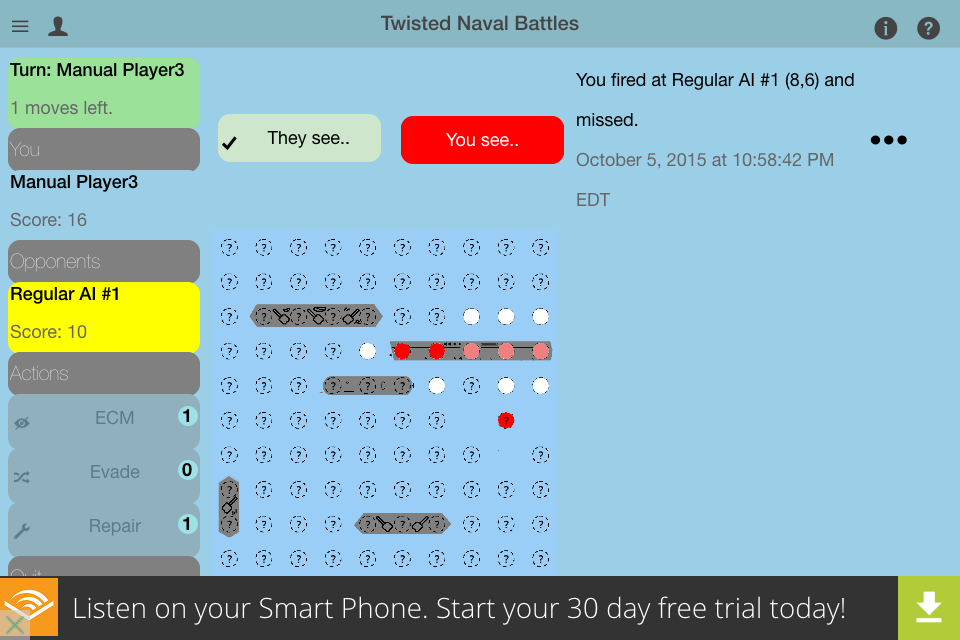 Twisted Naval Battles
Turn: Manual Player3
1 moves left.
You
Manual Player3
Score: 16
Opponents
Regular AI #1
Score: 10
Actions
ECM 1
Evade 0
Repair 1
Quit
They see..
You see..
You fired at Regular AI #1 (8,6) and
missed.
October 5, 2015 at 10:58:42 PM
EDT
? ? ? ? ? ? ? ? ? ?
? ? ? ? ? ? ? ? ? ?
? ? ? ? ? ? ?
? ? ? ?
? ? ? ? ? ? ?
? ? ? ? ? ? ? ?
? ? ? ? ? ? ? ? ?
? ? ? ? ? ? ? ? ? ?
? ? ? ? ? ? ? ? ? ?
? ? ? ? ? ? ? ? ? ?
Listen on your Smart Phone. Start your 30 day free trial today!